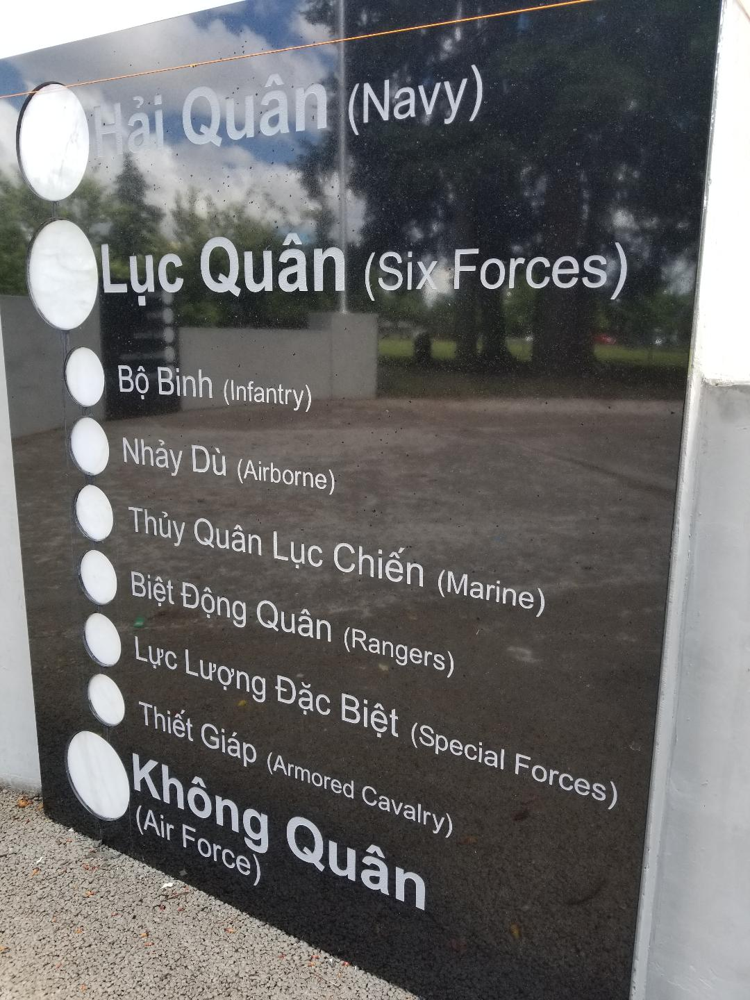 Hải Quân (Navy)
Lục Quân (Six Forces)
Bộ Binh (Infantry)
Nhảy Dù (Airborne)
Thủy Quân Lục Chiến (Marine)
Biệt Động Quân (Rangers)
Lực Lượng Đặc Biệt (Special Forces)
Thiết Giáp (Armored Cavalry)
Không Quân
(Air Force)